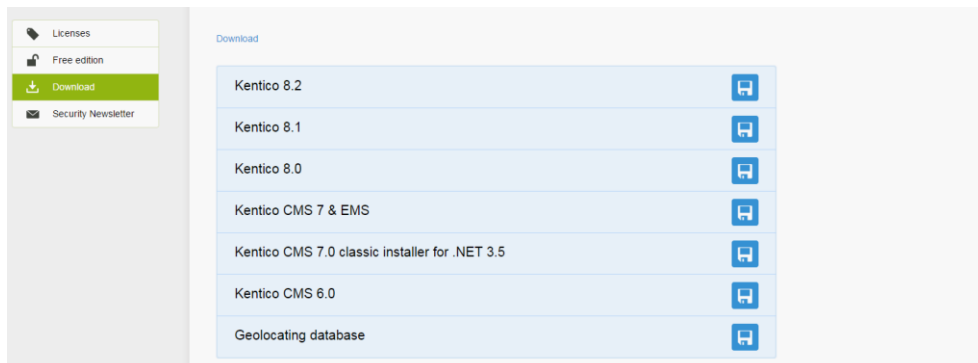 Licenses
Free edition
Download
Security Newsletter
Download
Kentico 8.2
Kentico 8.1
Kentico 8.0
Kentico CMS 7 & EMS
Kentico CMS 7.0 classic installer for .NET 3.5
Kentico CMS 6.0
Geolocating database